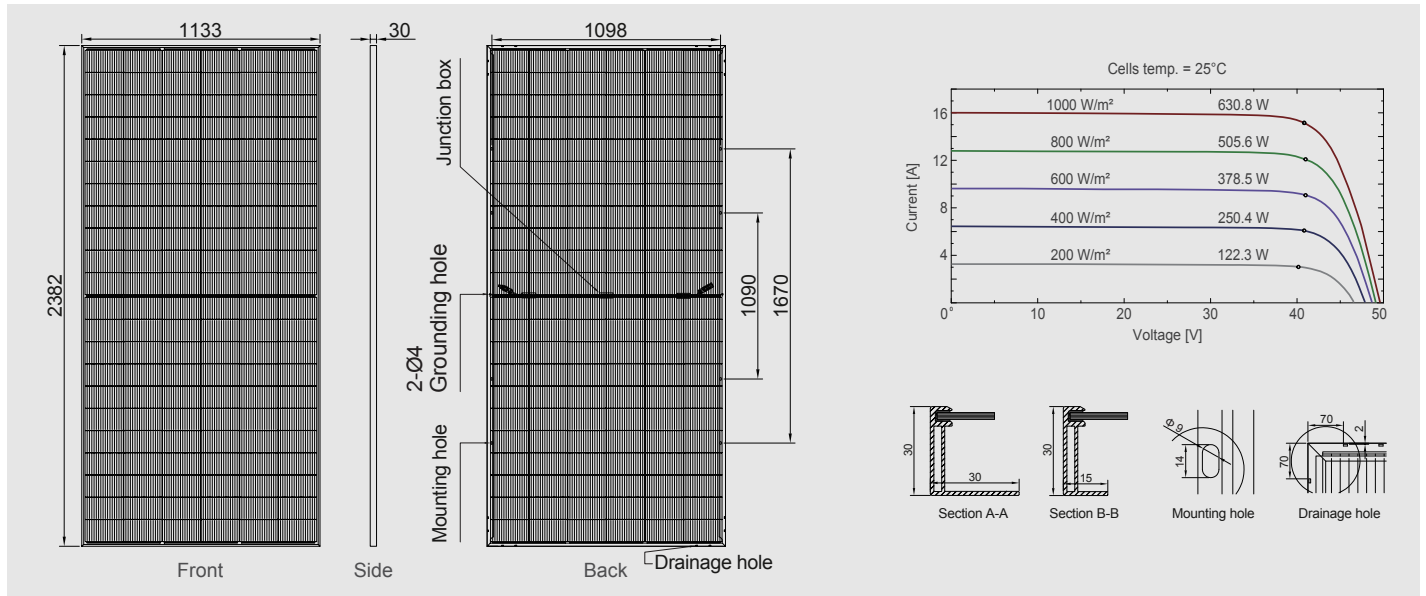 1133
30
1098
2382
Junction box
2-Ø4
Grounding hole
Mounting hole
1090
1670
Drainage hole
Front
Side
Back
Cells temp. = 25°C
Current [A]
16
12
8
4
1000 W/m² 630.8 W
800 W/m² 505.6 W
600 W/m² 378.5 W
400 W/m² 250.4 W
200 W/m² 122.3 W
0 10 20 30 40 50
Voltage [V]
30
30
Section A-A
30
15
Section B-B
Ø 9
14
Mounting hole
70
2
70
Drainage hole